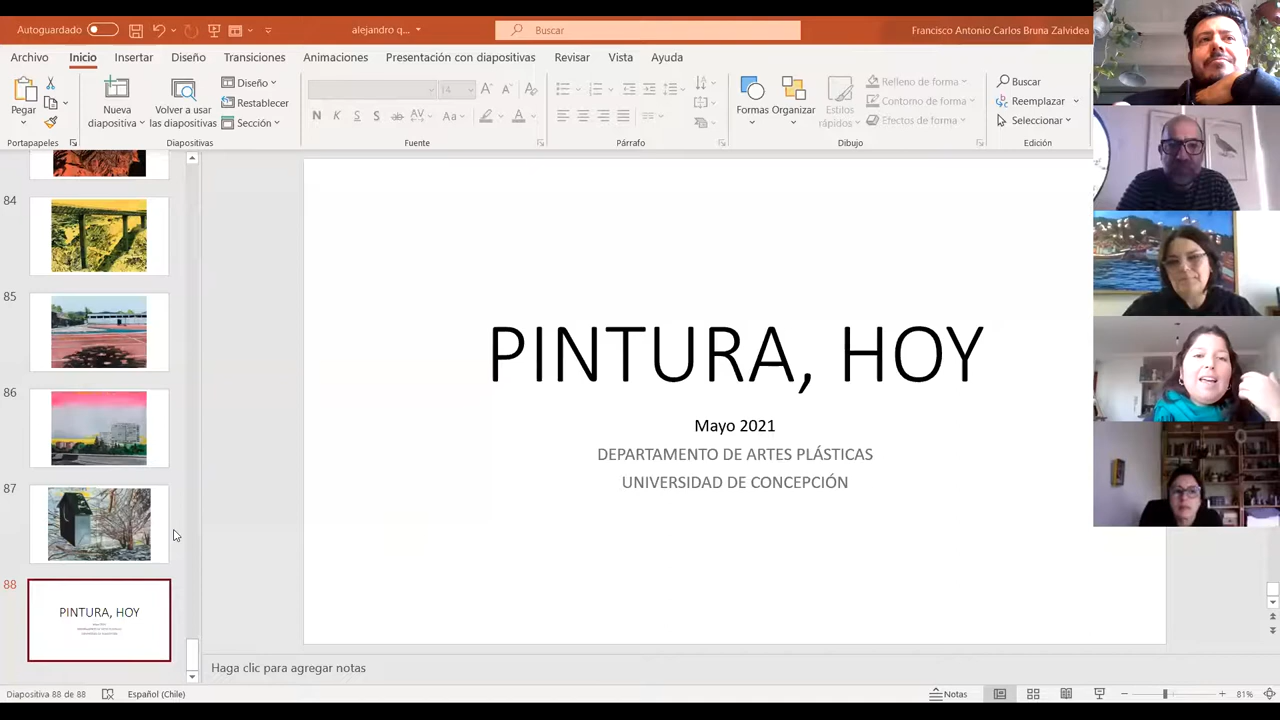 Autoguardado
alejandro q...
Buscar
Francisco Antonio Carlos Bruna Zalvidea
Archivo
Inicio
Insertar
Diseño
Transiciones
Animaciones
Presentación con diapositivas
Revisar
Vista
Ayuda
Pegar
Nueva
diapositiva
Volver a usar
las diapositivas
Diseño
Restablecer
Sección
14
N
K
S
S
ab
AV
Aa
A
Formas
Organizar
Estilos
rápidos
Relleno de forma
Contorno de forma
Efectos de forma
Buscar
Reemplazar
Seleccionar
Portapapeles
Diapositivas
Fuente
Párrafo
Dibujo
Edición
84
85
86
87
88
PINTURA, HOY
PINTURA, HOY
Mayo 2021
DEPARTAMENTO DE ARTES PLÁSTICAS
UNIVERSIDAD DE CONCEPCIÓN
Haga clic para agregar notas
Diapositiva 88 de 88
Español (Chile)
Notas
81%